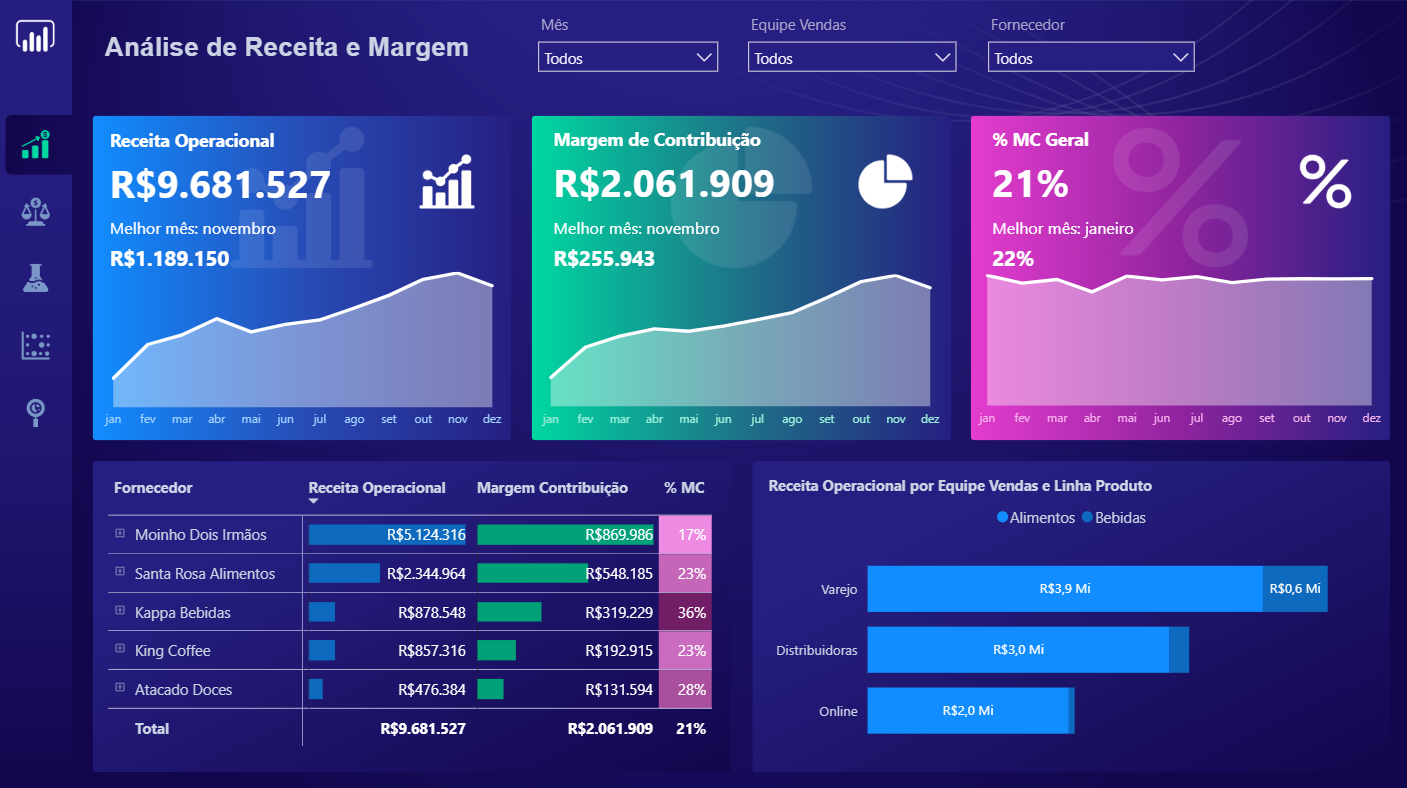 Análise de Receita e Margem
Mês
Equipe Vendas
Fornecedor
Todos
Todos
Todos
Receita Operacional
R$9.681.527
Melhor mês: novembro
R$1.189.150
jan fev mar abr mai jun jul ago set out nov dez
Margem de Contribuição
R$2.061.909
Melhor mês: novembro
R$255.943
jan fev mar abr mai jun jul ago set out nov dez
% MC Geral
21%
%
Melhor mês: janeiro
22%
jan fev mar abr mai jun jul ago set out nov dez
Fornecedor Receita Operacional Margem Contribuição % MC
Moinho Dois Irmãos R$5.124.316 R$869.986 17%
Santa Rosa Alimentos R$2.344.964 R$548.185 23%
Kappa Bebidas R$878.548 R$319.229 36%
King Coffee R$857.316 R$192.915 23%
Atacado Doces R$476.384 R$131.594 28%
Total R$9.681.527 R$2.061.909 21%
Receita Operacional por Equipe Vendas e Linha Produto
Alimentos Bebidas
Varejo R$3,9 Mi R$0,6 Mi
Distribuidoras R$3,0 Mi
Online R$2,0 Mi